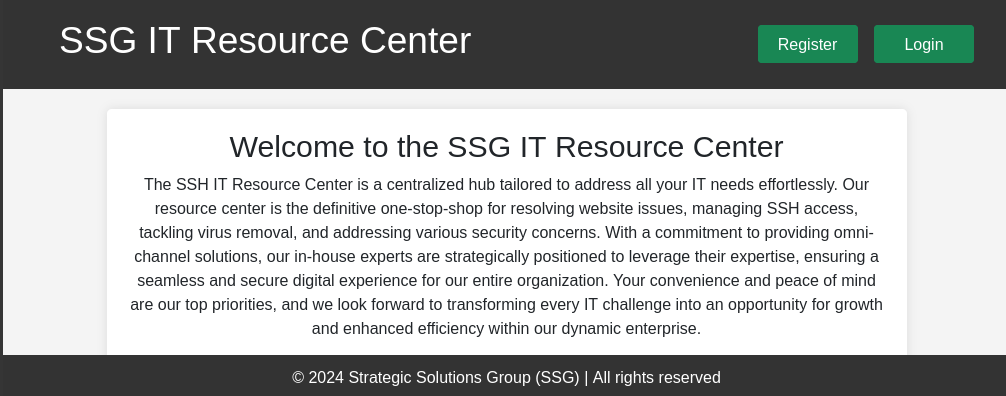 SSG IT Resource Center
Register
Login
Welcome to the SSG IT Resource Center
The SSH IT Resource Center is a centralized hub tailored to address all your IT needs effortlessly. Our
resource center is the definitive one-stop-shop for resolving website issues, managing SSH access,
tackling virus removal, and addressing various security concerns. With a commitment to providing omni-
channel solutions, our in-house experts are strategically positioned to leverage their expertise, ensuring a
seamless and secure digital experience for our entire organization. Your convenience and peace of mind
are our top priorities, and we look forward to transforming every IT challenge into an opportunity for growth
and enhanced efficiency within our dynamic enterprise.
© 2024 Strategic Solutions Group (SSG) | All rights reserved